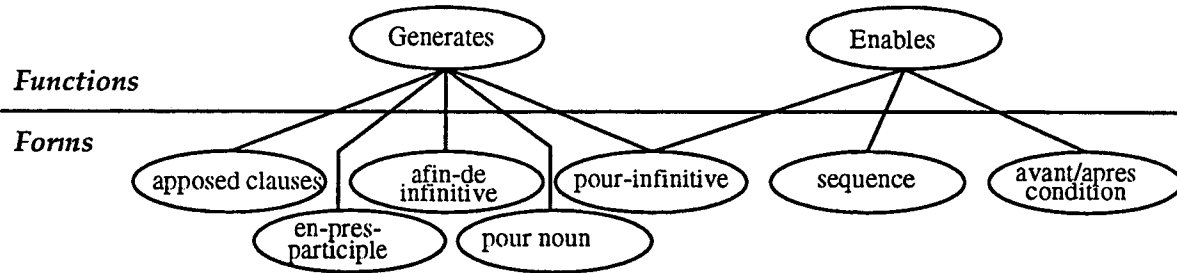 Generates
Enables
Functions
Forms
apposed clauses
afin-de
infinitive
pour-infinitive
sequence
avant/apres
condition
en-pres-
participle
pour noun